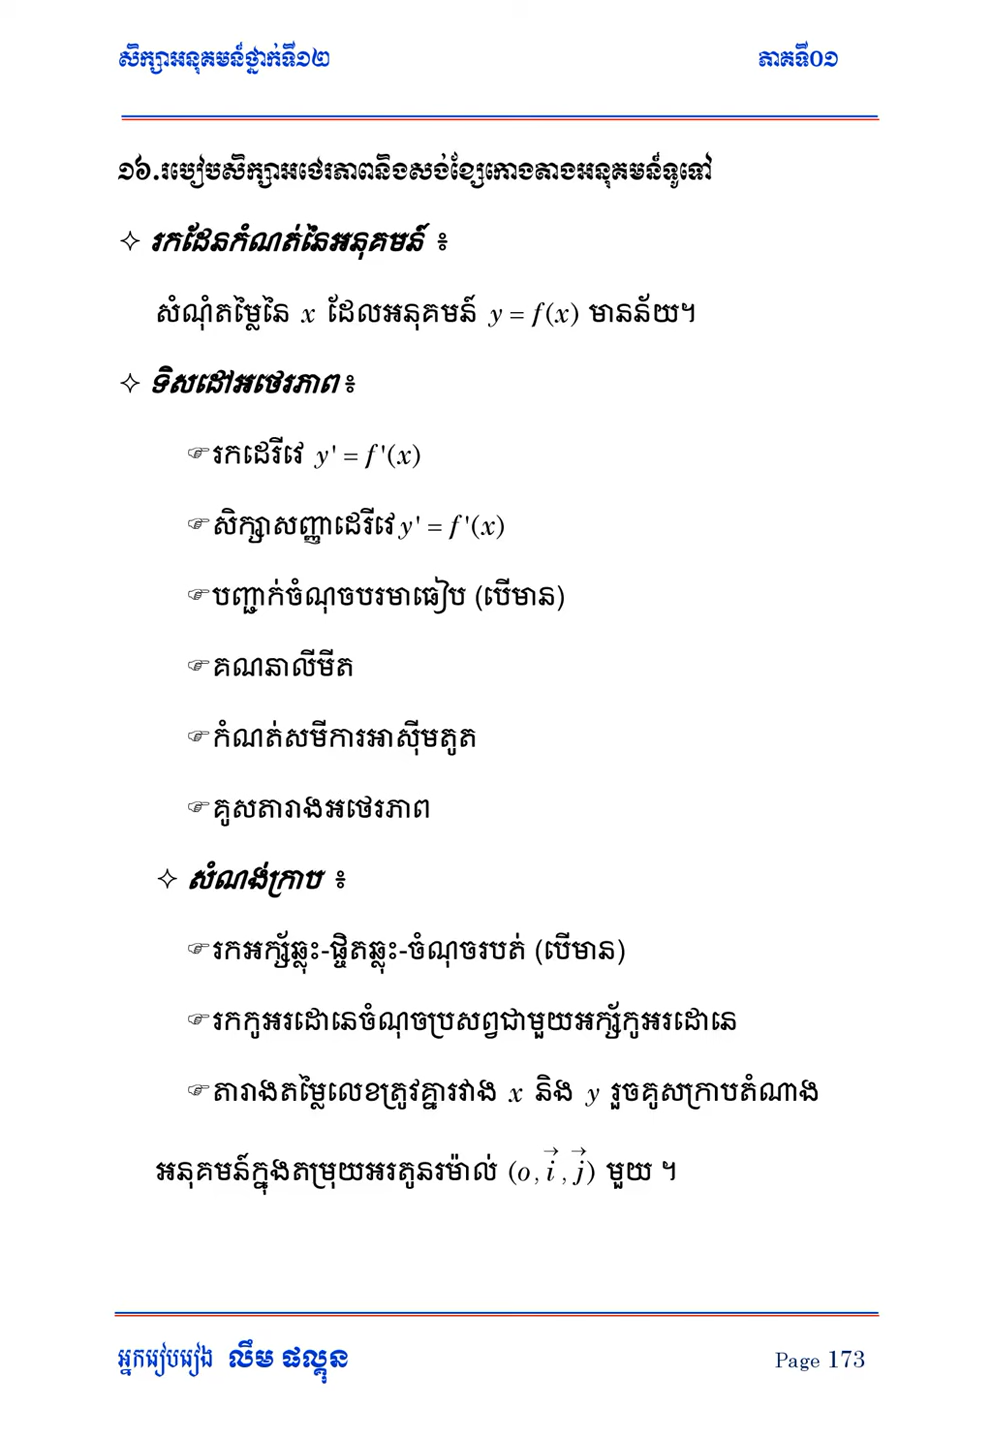 សិក្សាអនុគមន៍ថ្នាក់ទី១២ ភាគទី០១
១៦.របៀបសិក្សាអថេរភាពនិងសង់ខ្សែកោងតាងអនុគមន៍ទូទៅ
✧ រកដែនកំណត់នៃអនុគមន៍ ៖
សំណុំតម្លៃនៃ x ដែលអនុគមន៍ y = f(x) មានន័យ។
✧ ទិសដៅអថេរភាព ៖
☞រកដេរីវេ y' = f'(x)
☞សិក្សាសញ្ញាដេរីវេ y' = f'(x)
☞បញ្ជាក់ចំណុចបរមាធៀប (បើមាន)
☞គណនាលីមីត
☞កំណត់សមីការអាស៊ីមតូត
☞គូសតារាងអថេរភាព
✧ សំណង់ក្រាប ៖
☞រកអក្ស័ឆ្លុះ-ផ្ចិតឆ្លុះ-ចំណុចរបត់ (បើមាន)
☞រកកូអរដោនេចំណុចប្រសព្វជាមួយអក្ស័កូអរដោនេ
☞តារាងតម្លៃលេខត្រូវគ្នារវាង x និង y រួចគូសក្រាបតំណាង
អនុគមន៍ក្នុងតម្រុយអរតូនរម៉ាល់ (o, i⃗, j⃗) មួយ ។
អ្នករៀបរៀង លឹម ផល្គុន Page 173